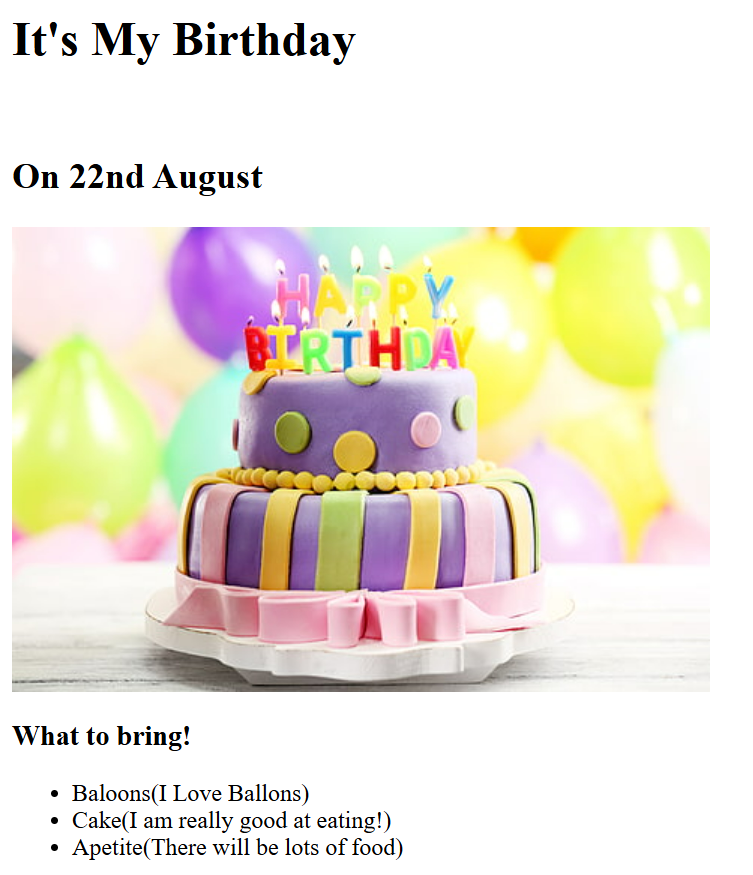 It's My Birthday
On 22nd August
HAPPY
BIRTHDAY
What to bring!
Baloons(I Love Ballons)
Cake(I am really good at eating!)
Apetite(There will be lots of food)